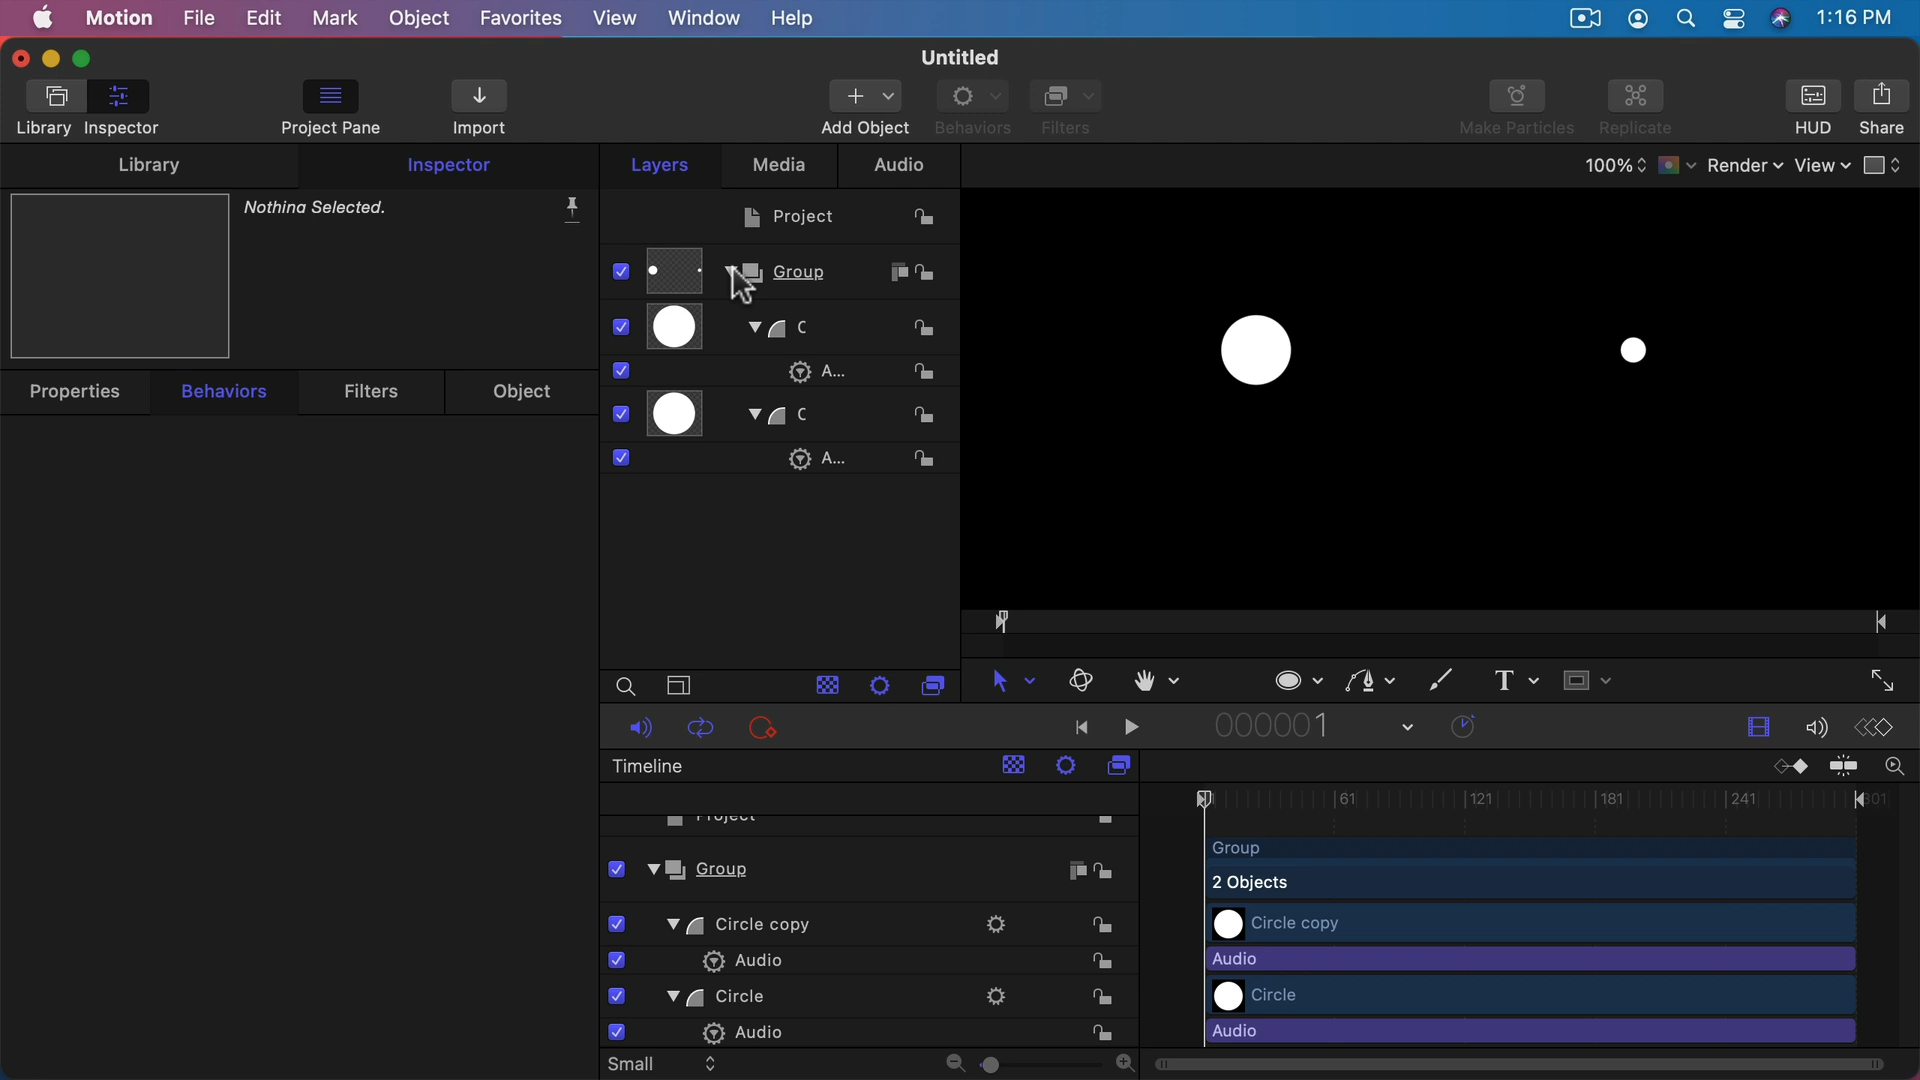 Motion File Edit Mark Object Favorites View Window Help 1:16 PM
Untitled
Library Inspector Project Pane Import Add Object Behaviors Filters Make Particles Replicate HUD Share
Library Inspector Layers Media Audio 100% Render View
Nothing Selected. Project
Group
C
Properties Behaviors Filters Object A...
C
A...
T
000001
Timeline
61 121 181 241 301
Project
Group Group
2 Objects
Circle copy Circle copy
Audio Audio
Circle Circle
Audio Audio
Small